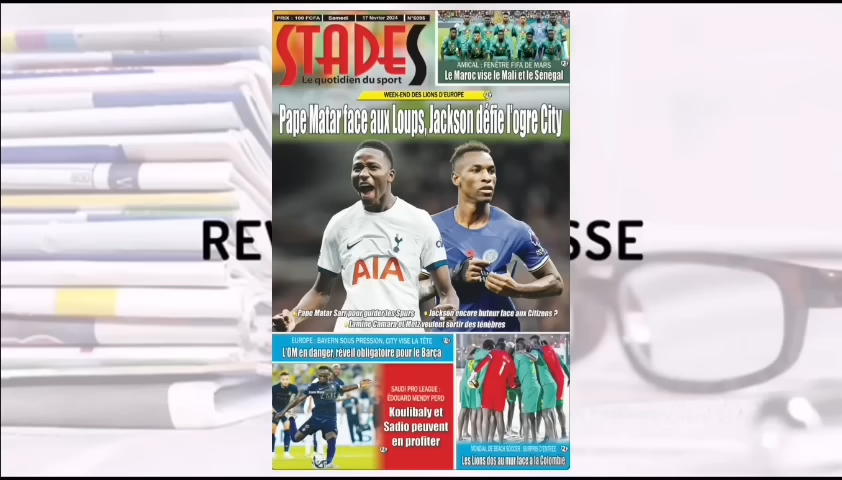 PRIX : 100 FCFA Samedi 17 février 2024
STADES
Le quotidien du sport
AMICAL : FENÊTRE FIFA DE MARS
Le Maroc vise le Mali et le Sénégal
WEEK-END DES LIONS D'EUROPE
Pape Matar face aux Loups, Jackson défie l'ogre City
REV
SSE
AIA
Pape Matar Sarr pour guider les Spurs
Jackson encore buteur face aux Citizens ?
Lamine Camara et Metz veulent sortir des ténèbres
EUROPE : BAYERN SOUS PRESSION, CITY VISE LA TÊTE
L'OM en danger, réveil obligatoire pour le Barça
SAUDI PRO LEAGUE :
ÉDOUARD MENDY PERD
Koulibaly et
Sadio peuvent
en profiter
MONDIAL DE BEACH SOCCER : SURPRIS D'ENTRÉE
Les Lions dos au mur face à la Colombie